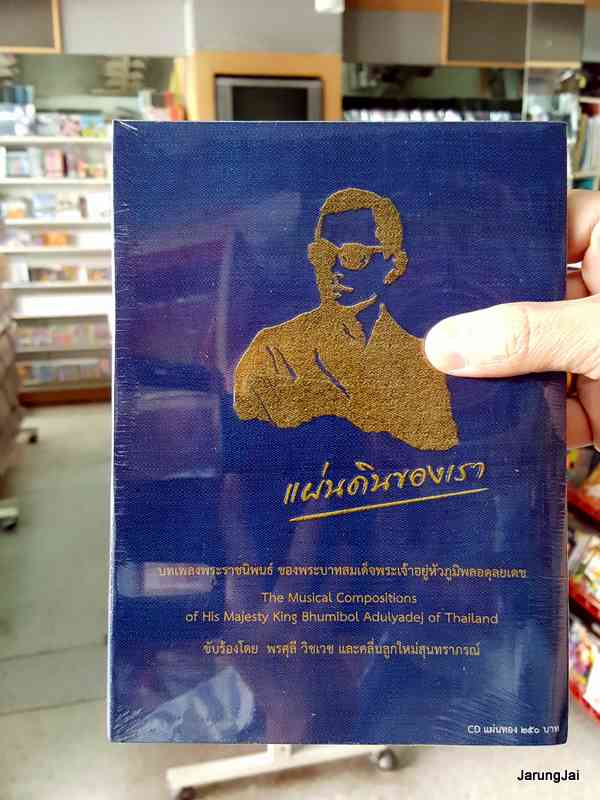 แผ่นดินของเรา
บทเพลงพระราชนิพนธ์ ของพระบาทสมเด็จพระเจ้าอยู่หัวภูมิพลอดุลยเดช
The Musical Compositions
of His Majesty King Bhumibol Adulyadej of Thailand
ขับร้องโดย พรศุลี วิชเวช และคลื่นลูกใหม่สุนทราภรณ์
CD แผ่นทอง ๒๕๐ บาท
JarungJai